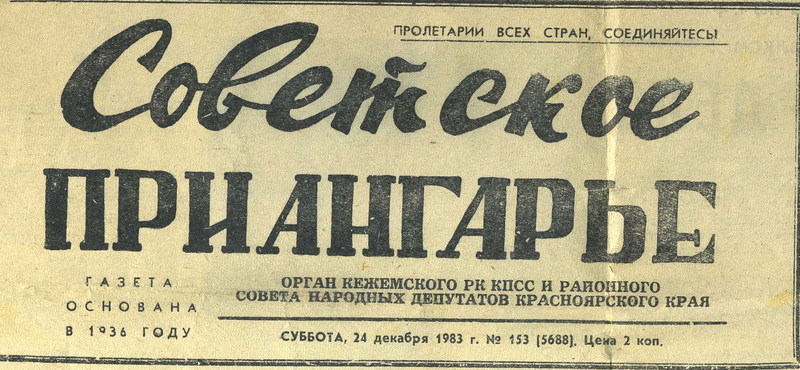 ПРОЛЕТАРИИ ВСЕХ СТРАН, СОЕДИНЯЙТЕСЬ!
Советское
ПРИАНГАРЬЕ
ГАЗЕТА
ОСНОВАНА
В 1936 ГОДУ
ОРГАН КЕЖЕМСКОГО РК КПСС И РАЙОННОГО
СОВЕТА НАРОДНЫХ ДЕПУТАТОВ КРАСНОЯРСКОГО КРАЯ
СУББОТА, 24 декабря 1983 г. № 153 (5688). Цена 2 коп.